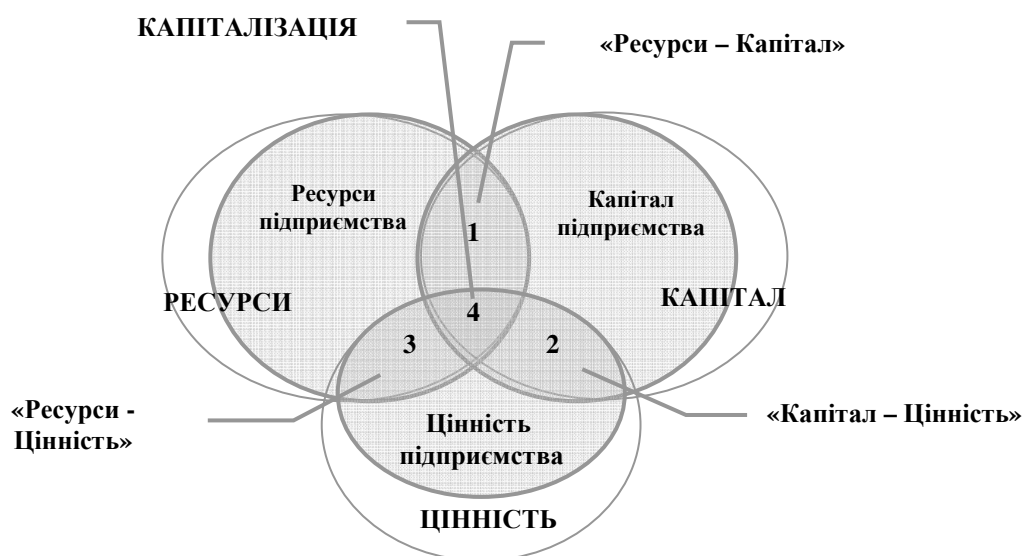 КАПІТАЛІЗАЦІЯ
«Ресурси – Капітал»
Ресурси
підприємства
Капітал
підприємства
1
РЕСУРСИ
КАПІТАЛ
4
3
2
«Ресурси -
Цінність»
«Капітал – Цінність»
Цінність
підприємства
ЦІННІСТЬ